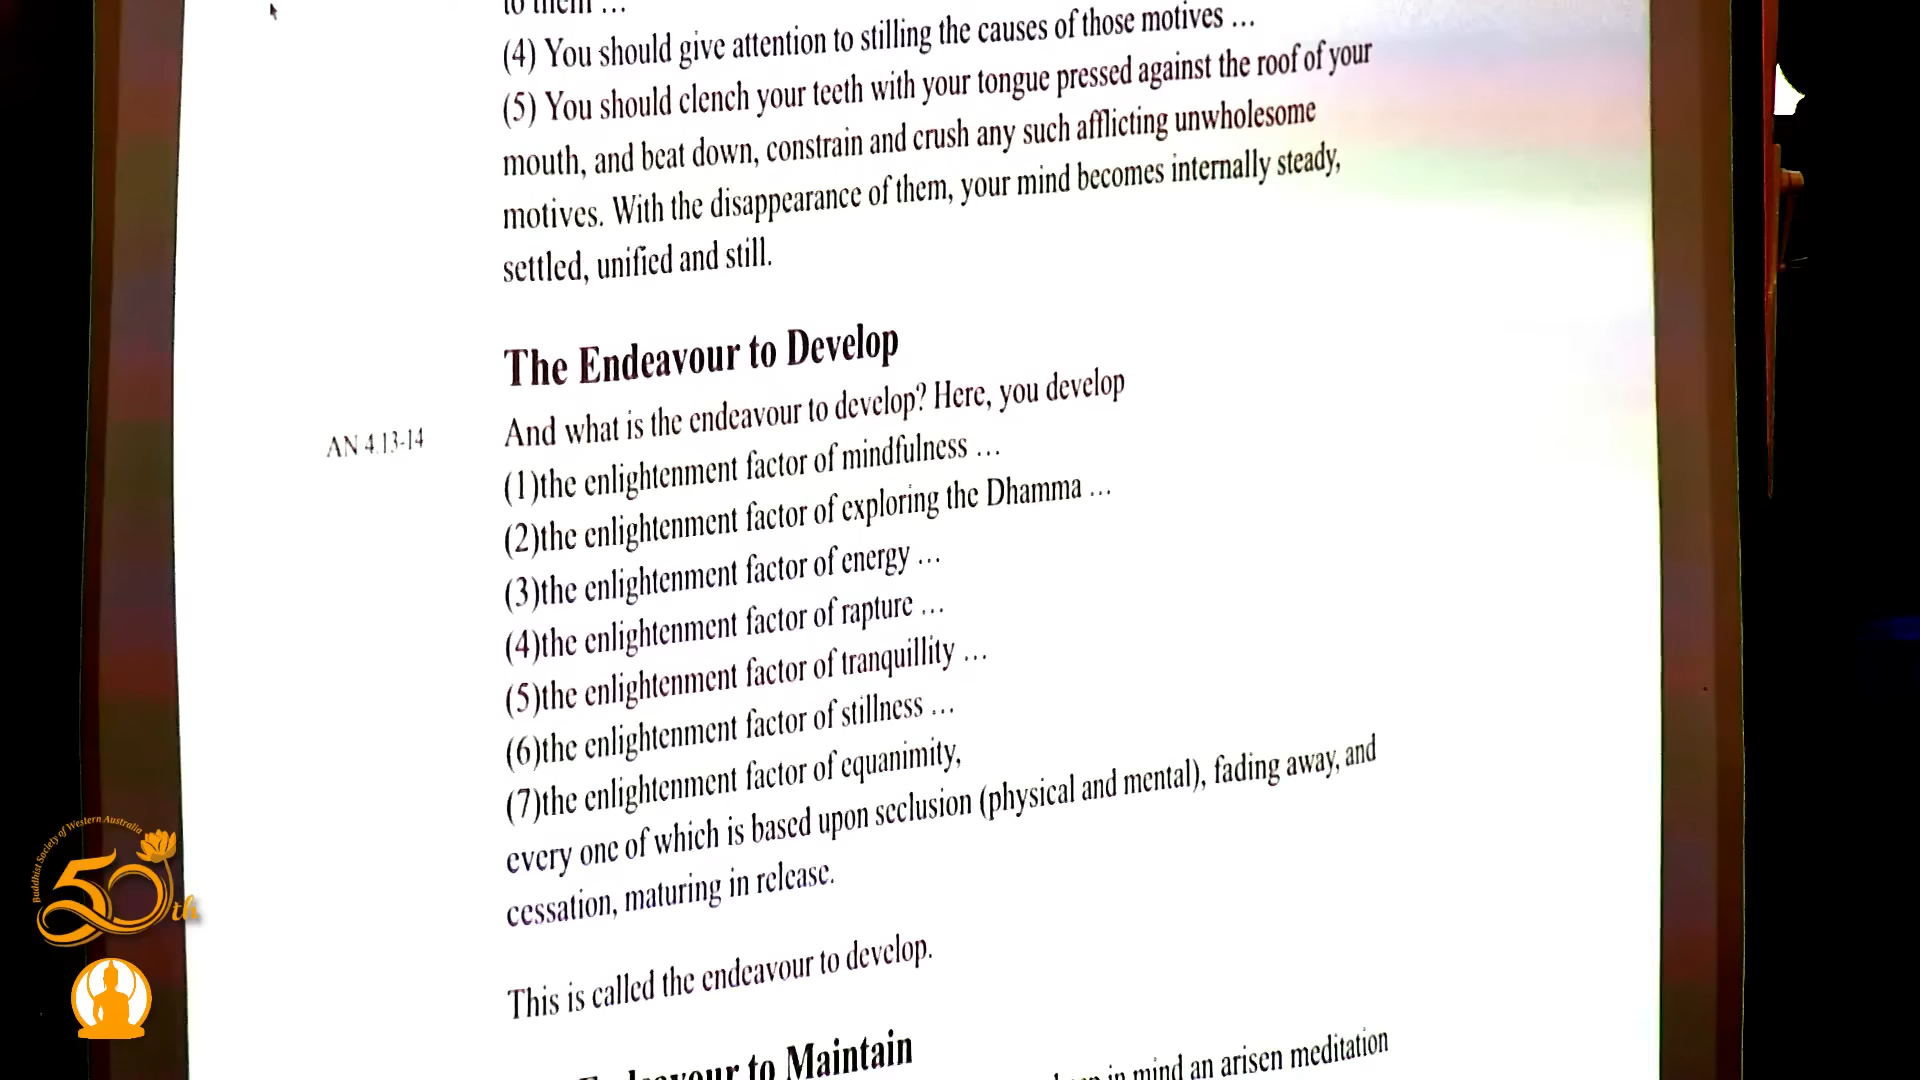 to them …
(4) You should give attention to stilling the causes of those motives …
(5) You should clench your teeth with your tongue pressed against the roof of your
mouth, and beat down, constrain and crush any such afflicting unwholesome
motives. With the disappearance of them, your mind becomes internally steady,
settled, unified and still.
The Endeavour to Develop
AN 4.13-14
And what is the endeavour to develop? Here, you develop
(1)the enlightenment factor of mindfulness …
(2)the enlightenment factor of exploring the Dhamma …
(3)the enlightenment factor of energy …
(4)the enlightenment factor of rapture …
(5)the enlightenment factor of tranquillity …
(6)the enlightenment factor of stillness …
(7)the enlightenment factor of equanimity,
every one of which is based upon seclusion (physical and mental), fading away, and
cessation, maturing in release.
This is called the endeavour to develop.
Endeavour to Maintain
in mind an arisen meditation
Buddhist Society of Western Australia
50th